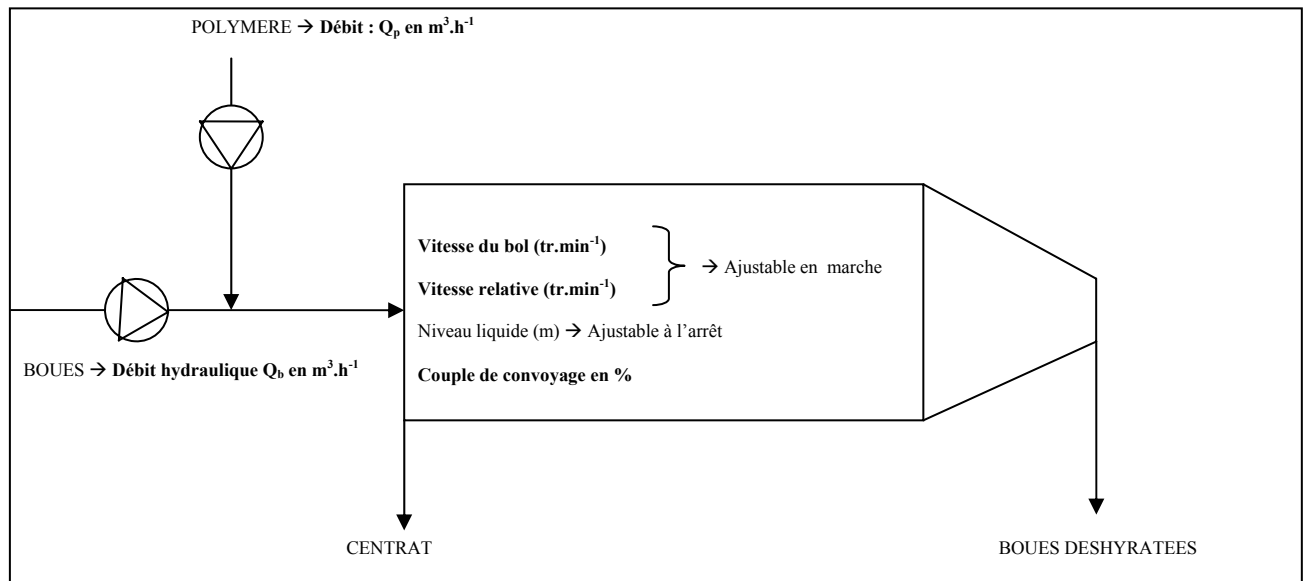 POLYMERE → Débit : Qp en m³.h⁻¹
Vitesse du bol (tr.min⁻¹)
→ Ajustable en marche
Vitesse relative (tr.min⁻¹)
Niveau liquide (m) → Ajustable à l’arrêt
BOUES → Débit hydraulique Qb en m³.h⁻¹
Couple de convoyage en %
CENTRAT
BOUES DESHYRATEES